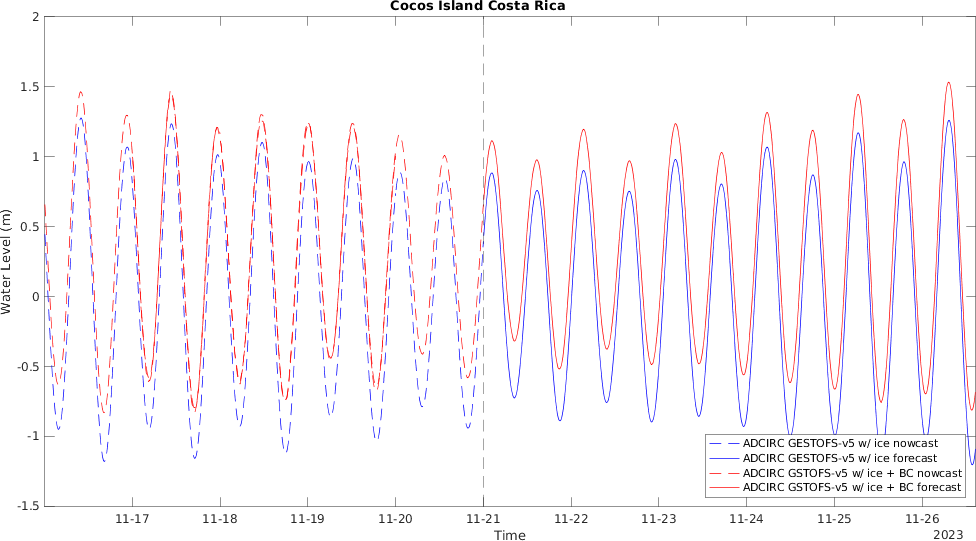 Cocos Island Costa Rica
2
1.5
1
0.5
0
-0.5
-1
-1.5
Water Level (m)
ADCIRC GESTOFS-v5 w/ ice nowcast
ADCIRC GESTOFS-v5 w/ ice forecast
ADCIRC GSTOFS-v5 w/ ice + BC nowcast
ADCIRC GSTOFS-v5 w/ ice + BC forecast
11-17 11-18 11-19 11-20 11-21 11-22 11-23 11-24 11-25 11-26
Time
2023